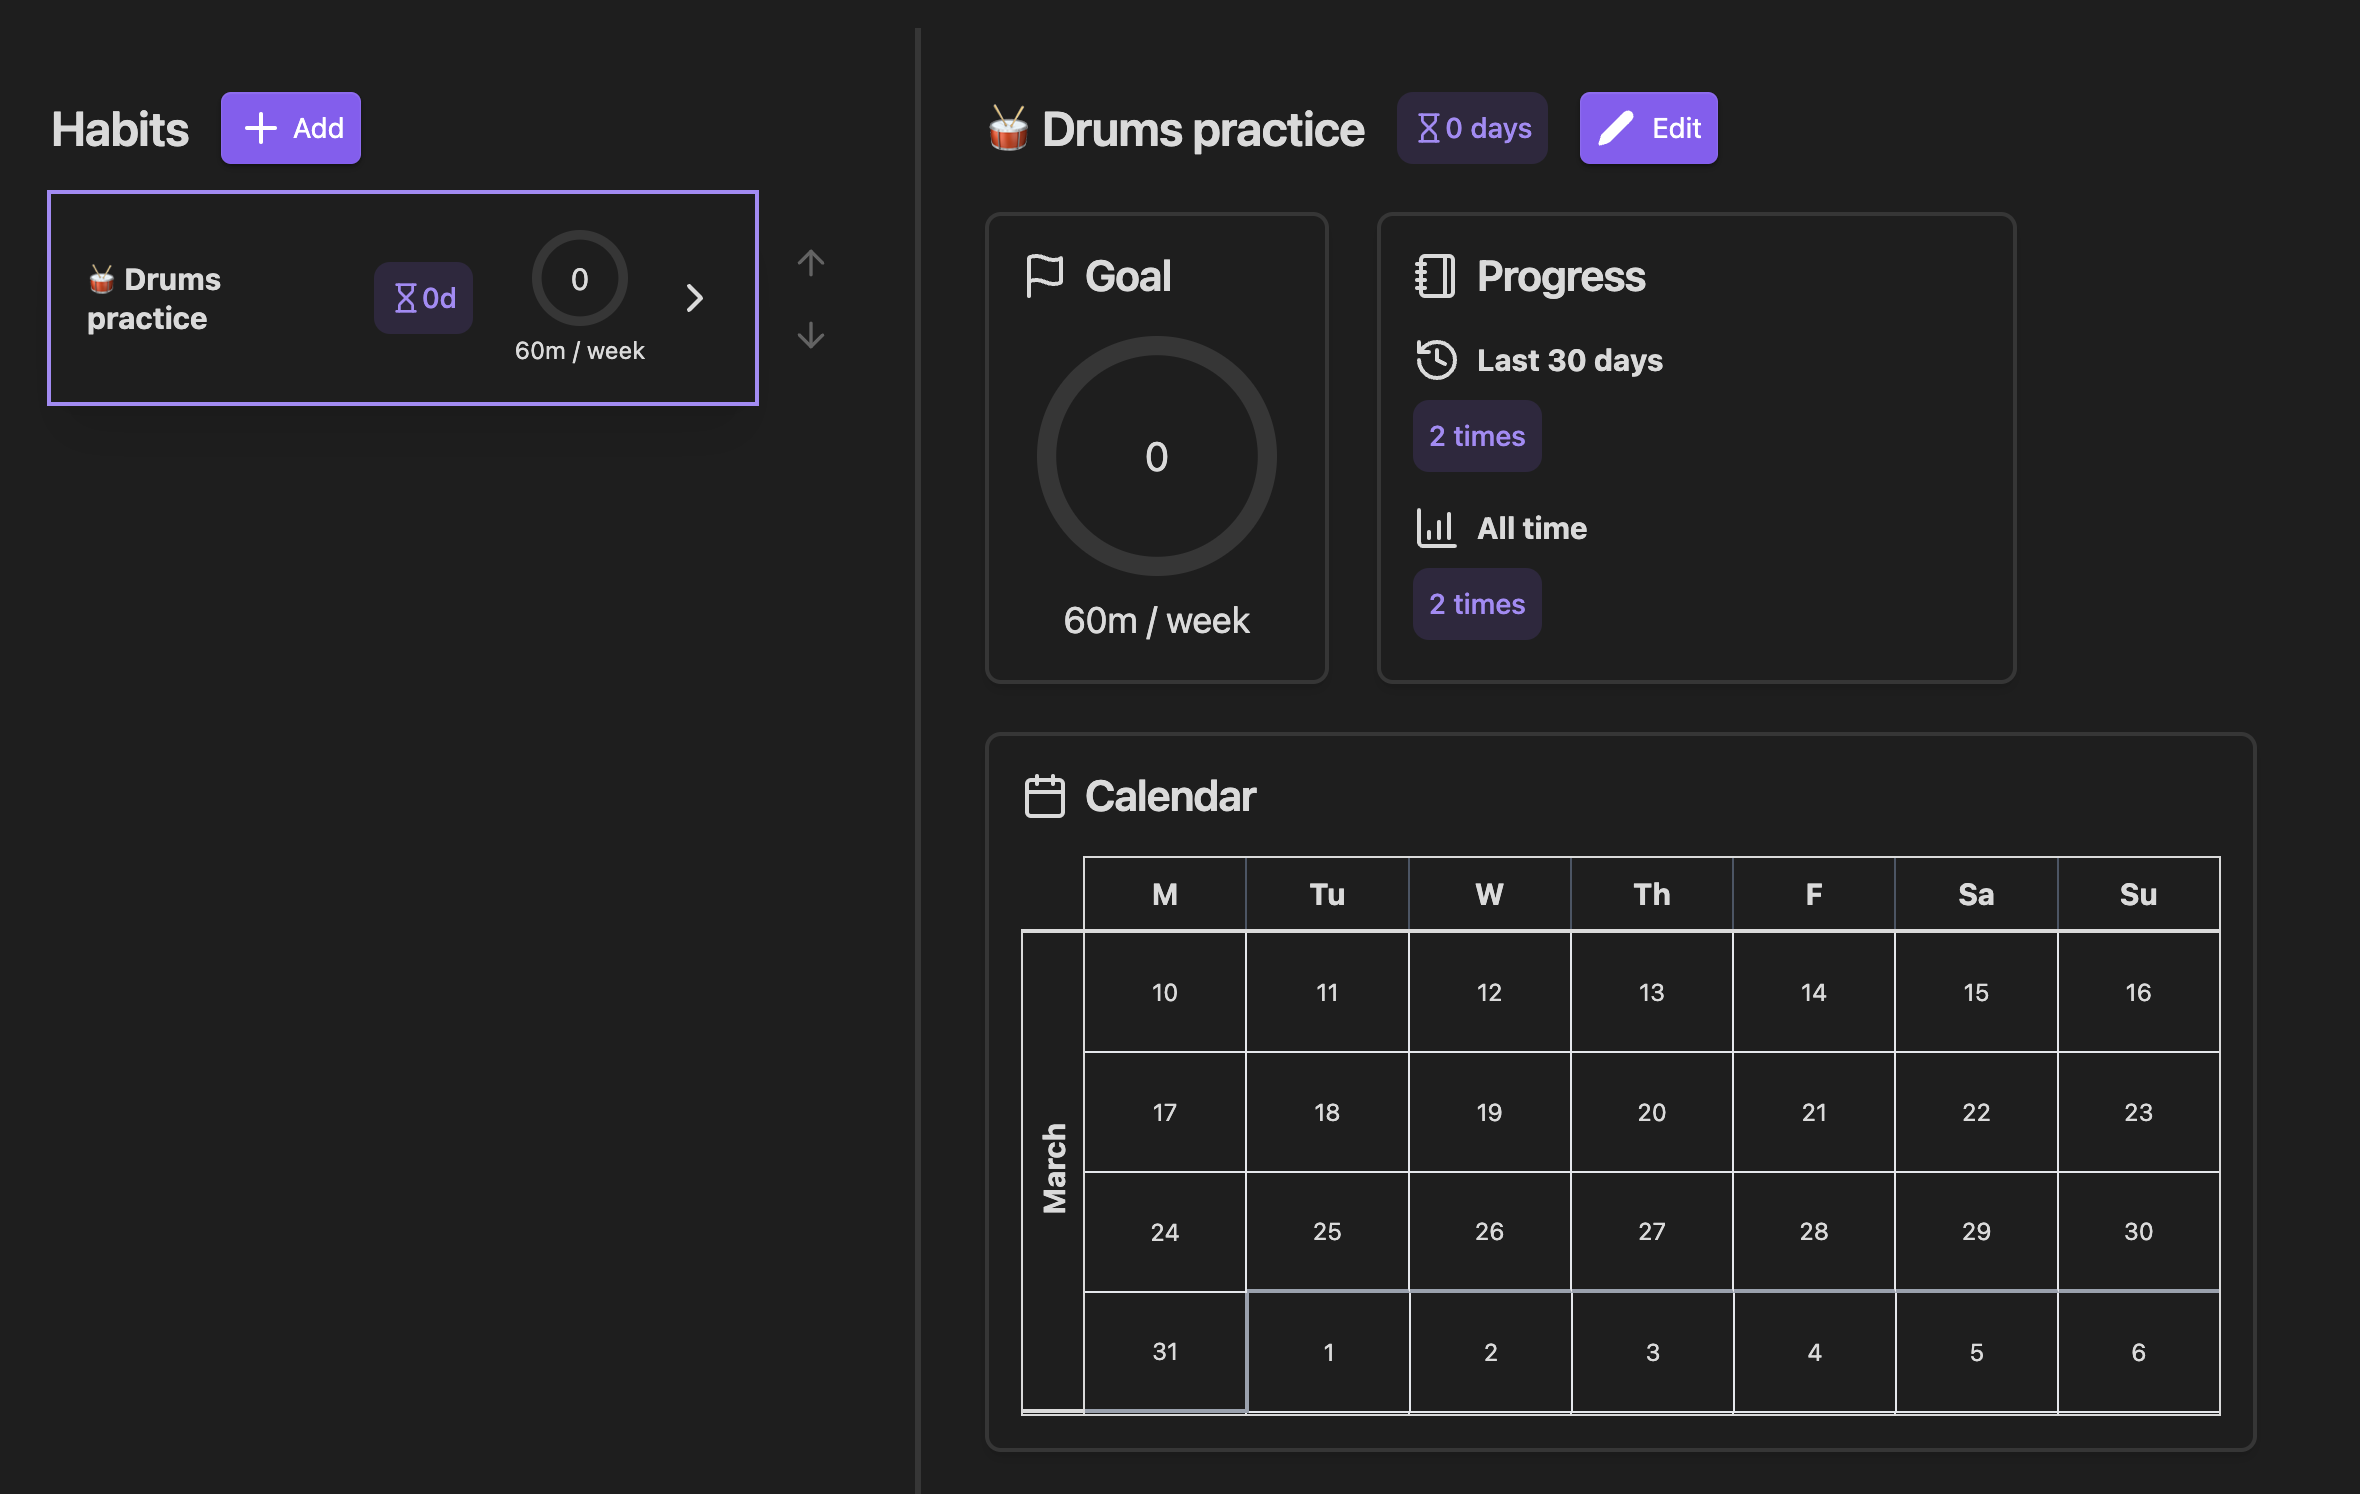 Habits
Add
🥁 Drums
practice
0d
0
60m / week
🥁 Drums practice
0 days
Edit
Goal
0
60m / week
Progress
Last 30 days
2 times
All time
2 times
Calendar
M Tu W Th F Sa Su
March
10 11 12 13 14 15 16
17 18 19 20 21 22 23
24 25 26 27 28 29 30
31 1 2 3 4 5 6